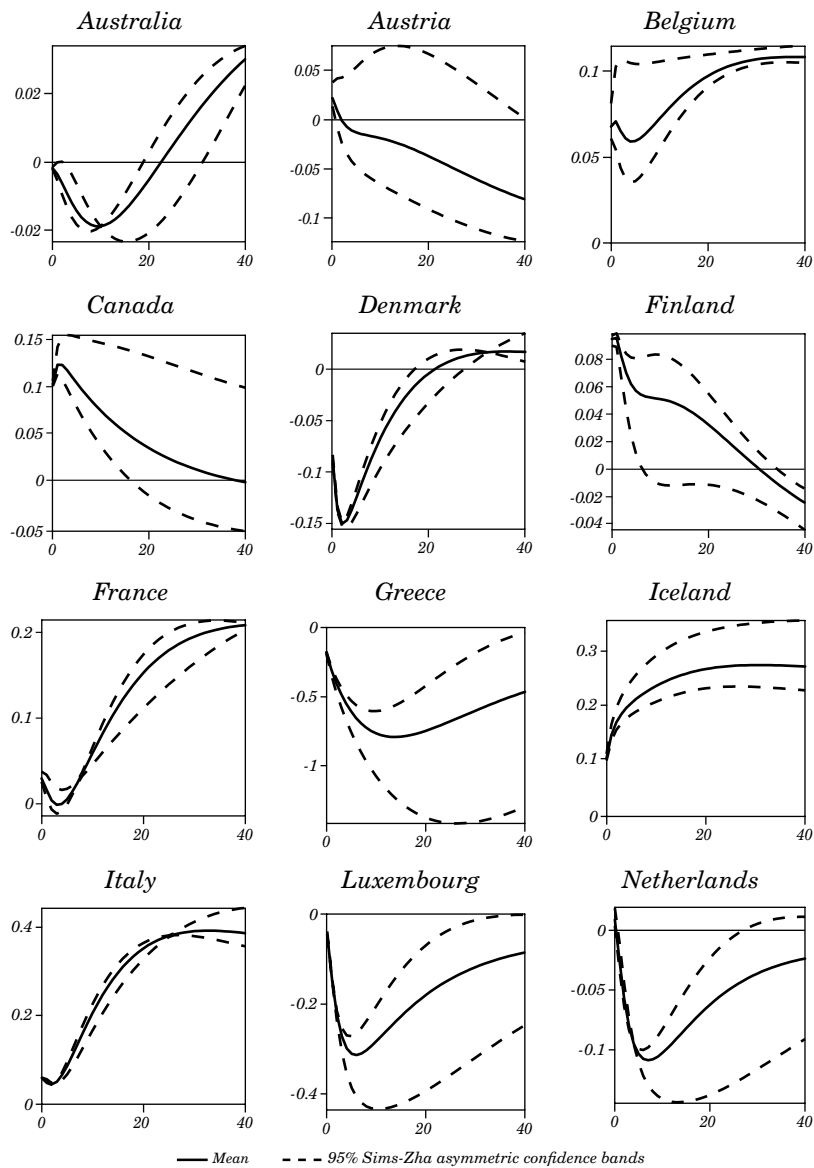 Australia Austria Belgium
0.02
0
-0.02
0 20 40
0.05
0
-0.05
-0.1
0 20 40
0.1
0.05
0
0 20 40
Canada Denmark Finland
0.15
0.1
0.05
0
-0.05
0 20 40
0
-0.05
-0.1
-0.15
0 20 40
0.08
0.06
0.04
0.02
0
-0.02
-0.04
0 20 40
France Greece Iceland
0.2
0.1
0
0 20 40
0
-0.5
-1
0 20 40
0.3
0.2
0.1
0
0 20 40
Italy Luxembourg Netherlands
0.4
0.2
0
0 20 40
0
-0.2
-0.4
0 20 40
0
-0.05
-0.1
0 20 40
Mean 95% Sims-Zha asymmetric confidence bands